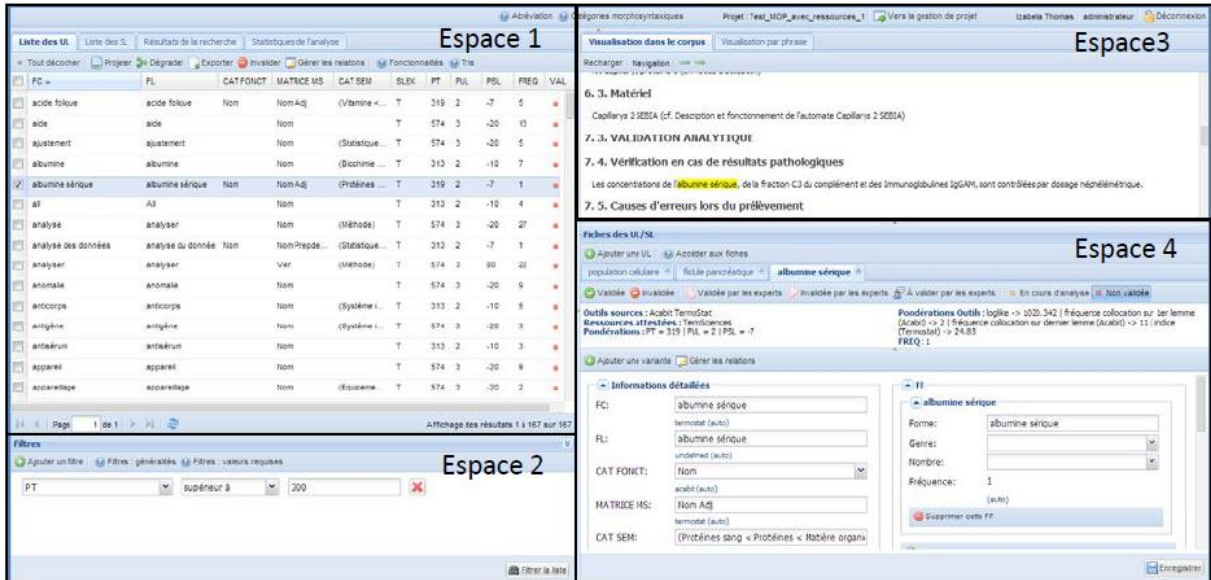 Abréviation Catégories morphosyntaxiques Projet : Test_MOP_avec_ressources_1 Vers la gestion de projet Izabela Thomas administrateur Déconnexion
Espace 1
Liste des UL Liste des SL Résultats de la recherche Statistiques de l'analyse
Tout décocher Projeter Dégrader Exporter Invalider Gérer les relations Fonctionnalités Tris
FC FL CAT FONCT MATRICE MS CAT SEM SLEX PT PUL PSL FREQ VAL
acide folique acide folique Nom Nom Adj (Vitamine <... T 319 2 -7 5
aide aide Nom T 574 3 -20 13
ajustement ajustement Nom (Statistique... T 574 3 -20 5
albumine albumine Nom (Biochimie ... T 313 2 -10 7
albumine sérique albumine sérique Nom Nom Adj (Protéines ... T 319 2 -7 1
all All Nom T 313 2 -10 4
analyse analyser Nom (Méthode) T 574 3 -20 27
analyse des données analyse du donnée Nom Nom Prepde... (Statistique... T 313 2 -7 1
analyser analyser Ver (Méthode) T 574 3 80 22
anomalie anomalie Nom T 574 3 -20 9
anticorps anticorps Nom (Système i... T 313 2 -10 5
antigène antigène Nom (Système i... T 574 3 -20 3
antisérum antisérum Nom T 313 2 -10 3
appareil appareil Nom T 574 3 -20 9
appareillage appareillage Nom (Equipeme... T 574 3 -20 2
Page 1 de 1 Affichage des résultats 1 à 167 sur 167
Filtres
Espace 2
Ajouter un filtre Filtres : généralités Filtres : valeurs requises
PT supérieur à 300
Filtrer la liste
Espace3
Visualisation dans le corpus Visualisation par phrase
Recharger Navigation :
6. 3. Matériel
Capillarys 2 SEBIA (cf. Description et fonctionnement de l'automate Capillarys 2 SEBIA)
7. 3. VALIDATION ANALYTIQUE
7. 4. Vérification en cas de résultats pathologiques
Les concentrations de l'albumine sérique, de la fraction C3 du complément et des Immunoglobulines IgGAM, sont contrôlées par dosage néphélémétrique.
7. 5. Causes d'erreurs lors du prélèvement
Fiches des UL/SL
Espace 4
Ajouter une UL Accéder aux fiches
population cellulaire fistule pancréatique albumine sérique
Validée Invalidée Validée par les experts Invalidée par les experts À valider par les experts En cours d'analyse Non validée
Outils sources : Acabit TermoStat
Ressources attestées : TermSciences
Pondérations : PT = 319 | PUL = 2 | PSL = -7
Pondérations Outils : loglike -> 1020.342 | fréquence collocation sur 1er lemme
(Acabit) -> 2 | fréquence collocation sur dernier lemme (Acabit) -> 11 | indice
(Termostat) -> 24.83
FREQ : 1
Ajouter une variante Gérer les relations
Informations détaillées
FC: albumine sérique
termostat (auto)
FL: albumine sérique
undefined (auto)
CAT FONCT: Nom
acabit (auto)
MATRICE MS: Nom Adj
termostat (auto)
CAT SEM: (Protéines sang < Protéines < Matière organi
FF
albumine sérique
Forme: albumine sérique
Genre:
Nombre:
Fréquence: 1
(auto)
Supprimer cette FF
Enregistrer